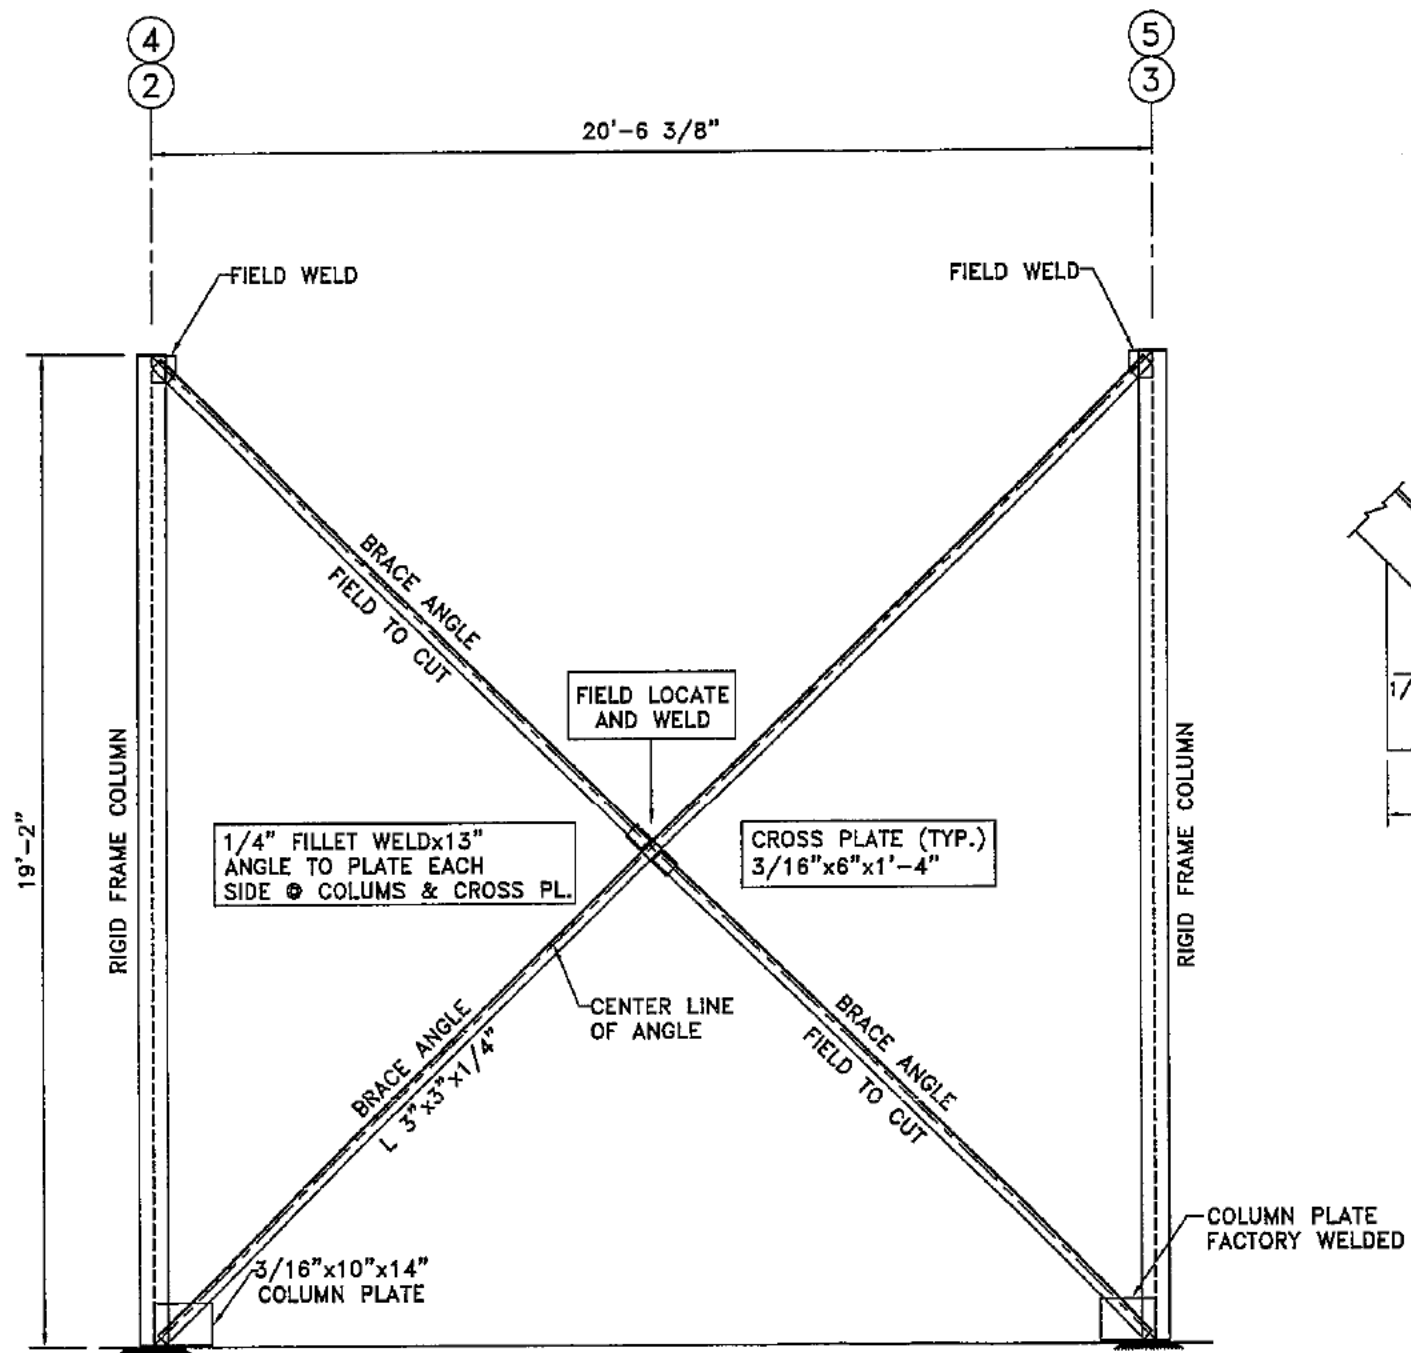 4
5
2
3
20'-6 3/8"
FIELD WELD
FIELD WELD
BRACE ANGLE
FIELD TO CUT
FIELD LOCATE
AND WELD
1/
RIGID FRAME COLUMN
RIGID FRAME COLUMN
19'-2"
1/4" FILLET WELDx13"
ANGLE TO PLATE EACH
SIDE @ COLUMS & CROSS PL.
CROSS PLATE (TYP.)
3/16"x6"x1'-4"
CENTER LINE
OF ANGLE
BRACE ANGLE
L 3"x3"x1/4"
BRACE ANGLE
FIELD TO CUT
COLUMN PLATE
FACTORY WELDED
3/16"x10"x14"
COLUMN PLATE